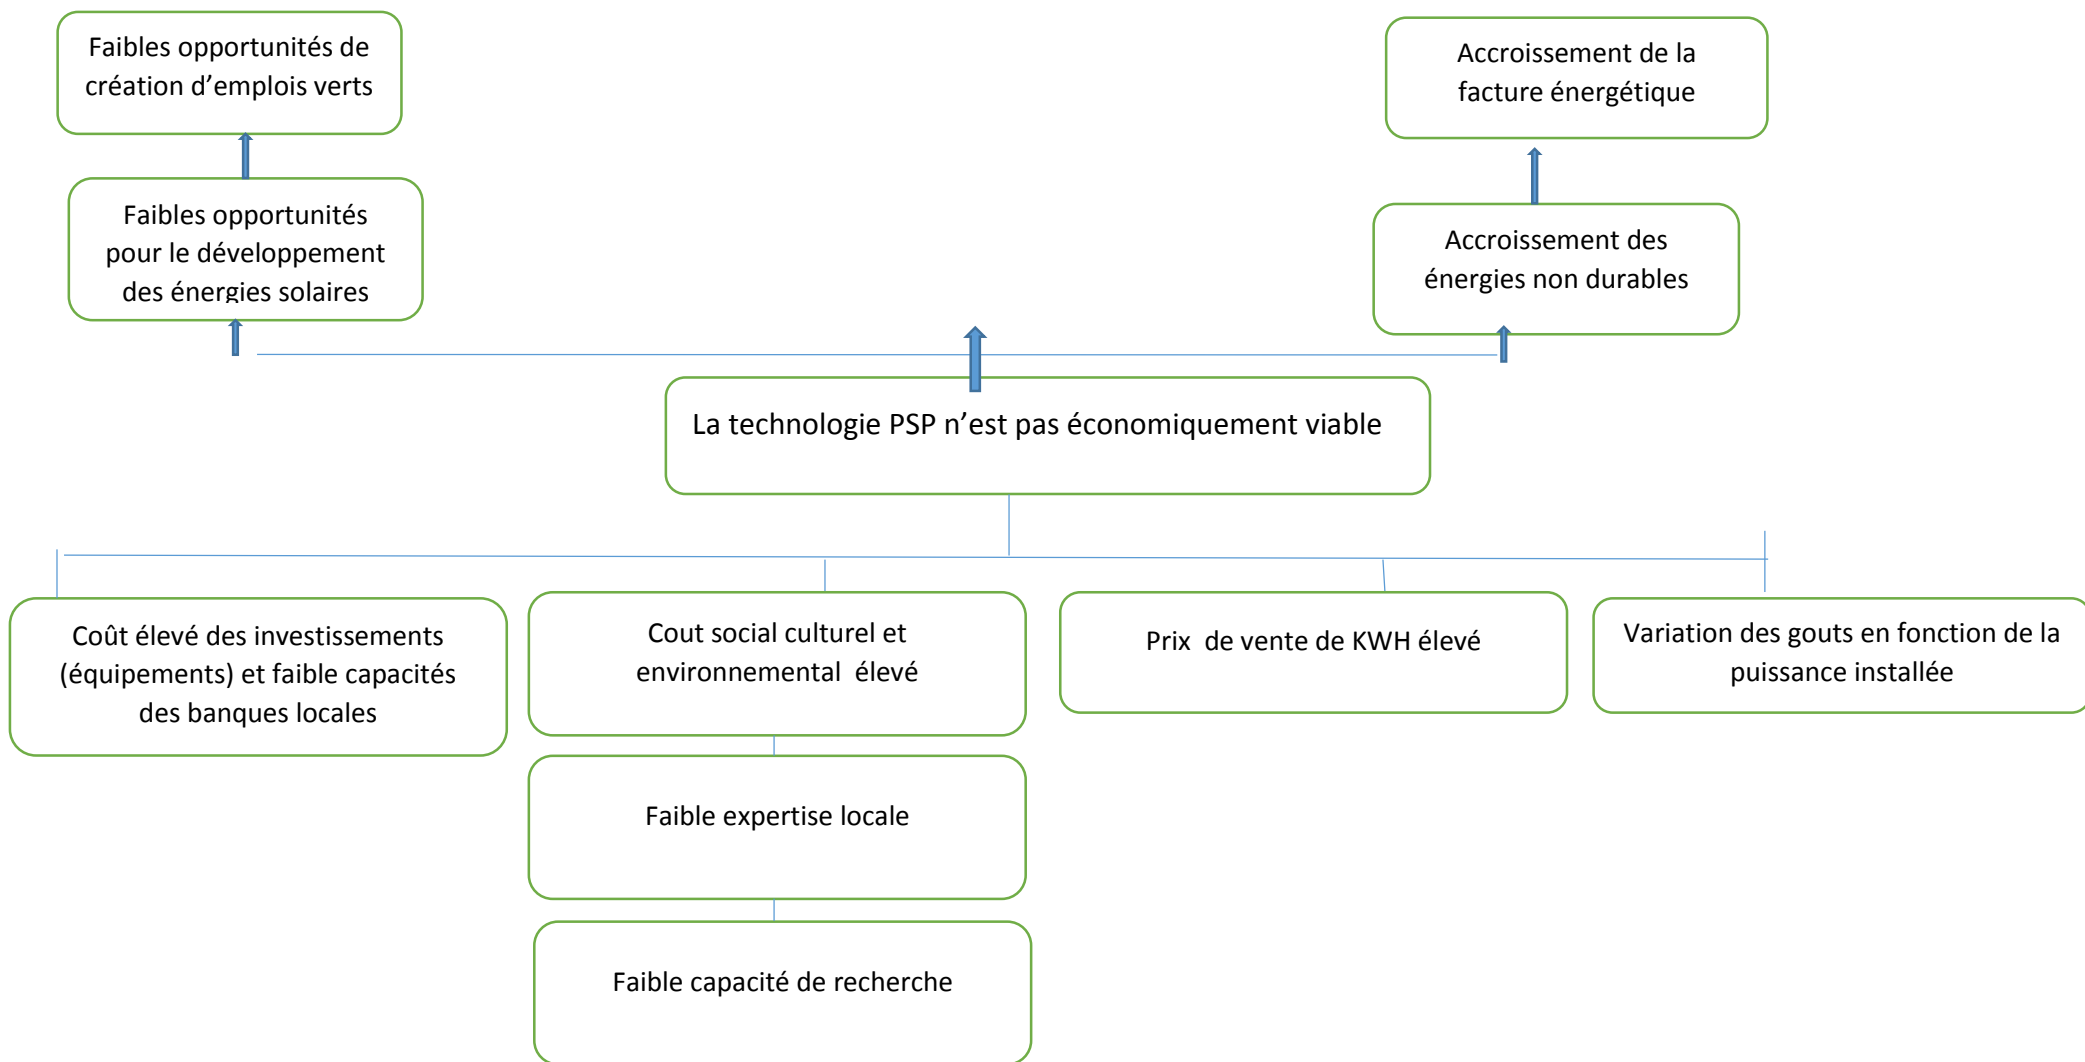 Faibles opportunités de
création d’emplois verts
Accroissement de la
facture énergétique
Faibles opportunités
pour le développement
des énergies solaires
Accroissement des
énergies non durables
La technologie PSP n’est pas économiquement viable
Coût élevé des investissements
(équipements) et faible capacités
des banques locales
Cout social culturel et
environnemental élevé
Prix de vente de KWH élevé
Variation des gouts en fonction de la
puissance installée
Faible expertise locale
Faible capacité de recherche